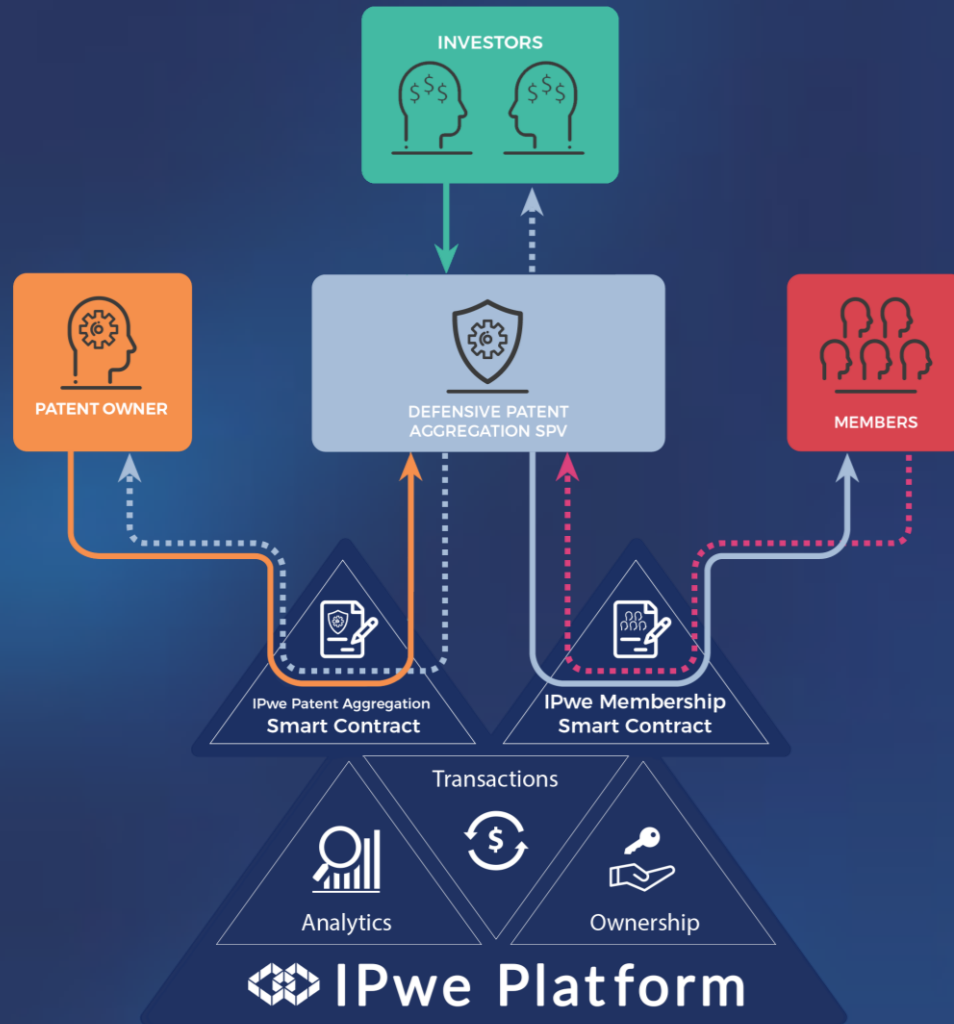 INVESTORS
$ $ $
$ $ $
PATENT OWNER
DEFENSIVE PATENT
AGGREGATION SPV
MEMBERS
IPwe Patent Aggregation
Smart Contract
IPwe Membership
Smart Contract
Transactions
$
Analytics
Ownership
IPwe Platform